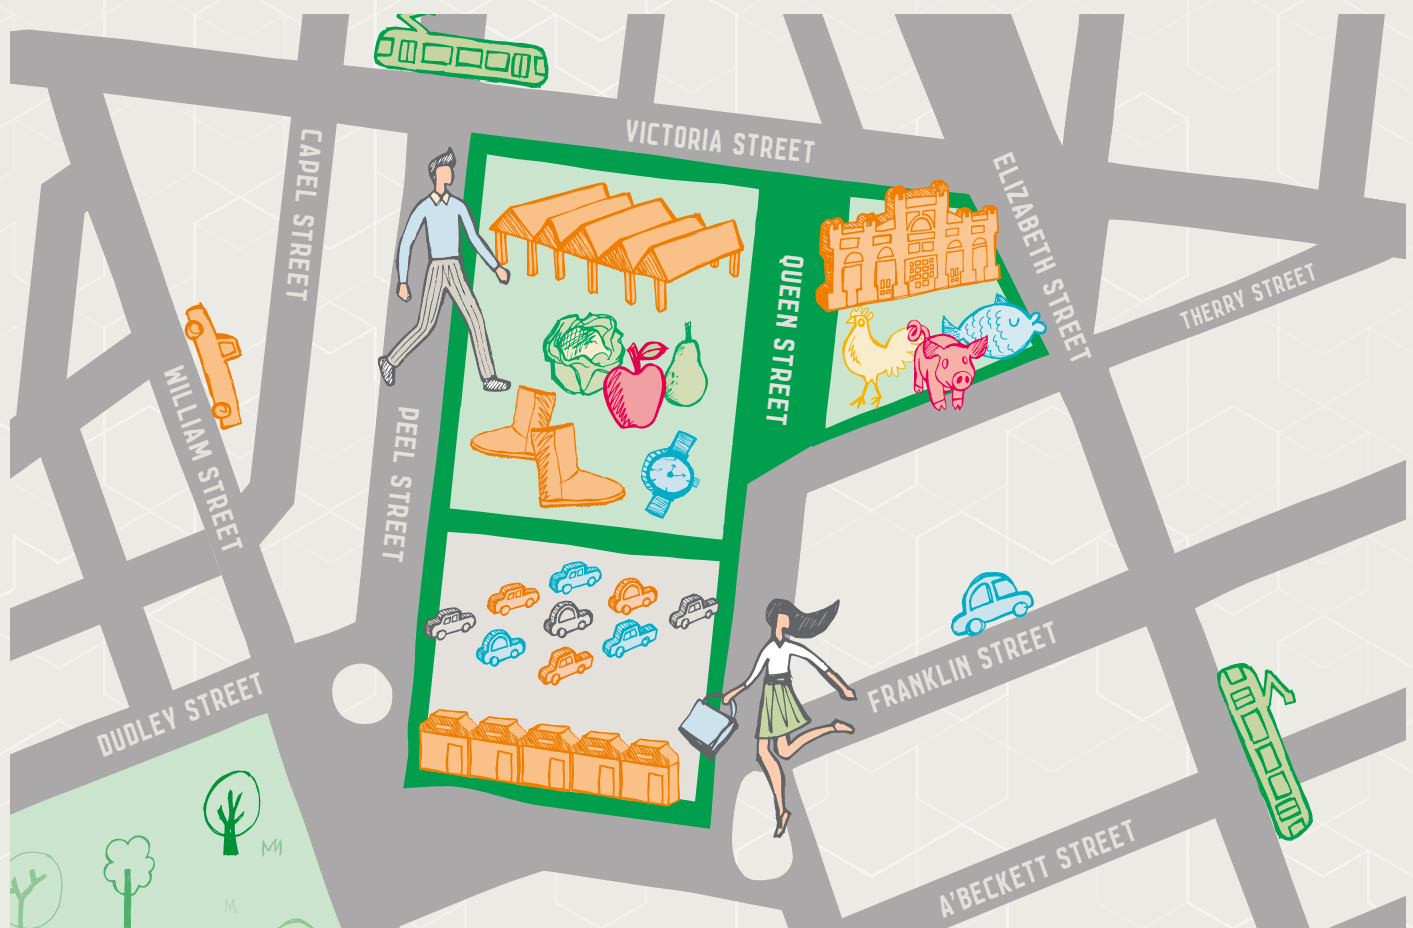 VICTORIA STREET
CAPEL STREET
ELIZABETH STREET
QUEEN STREET
THERRY STREET
WILLIAM STREET
PEEL STREET
FRANKLIN STREET
DUDLEY STREET
A'BECKETT STREET